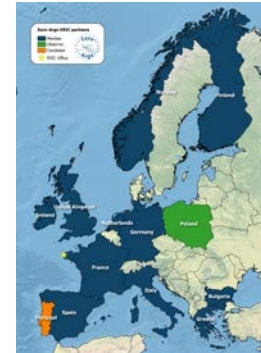 Euro-Argo ERIC partners
Member
Observer
Candidate
ERIC Office
Norway
Finland
United Kingdom
Ireland
Netherlands
Germany
Poland
France
Italy
Bulgaria
Portugal
Spain
Greece